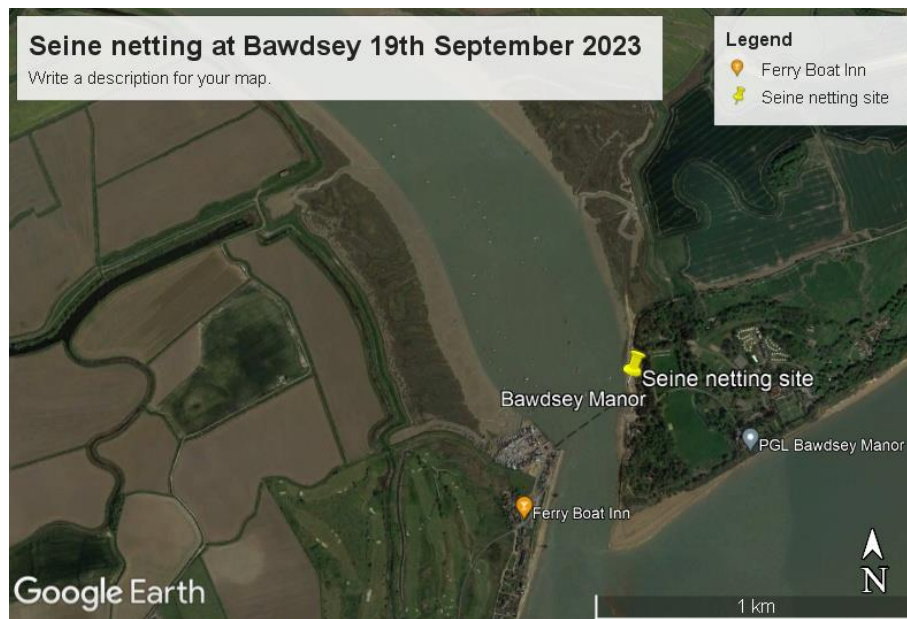 Seine netting at Bawdsey 19th September 2023
Write a description for your map.
Legend
Ferry Boat Inn
Seine netting site
Seine netting site
Bawdsey Manor
PGL Bawdsey Manor
Ferry Boat Inn
Google Earth
N
1 km